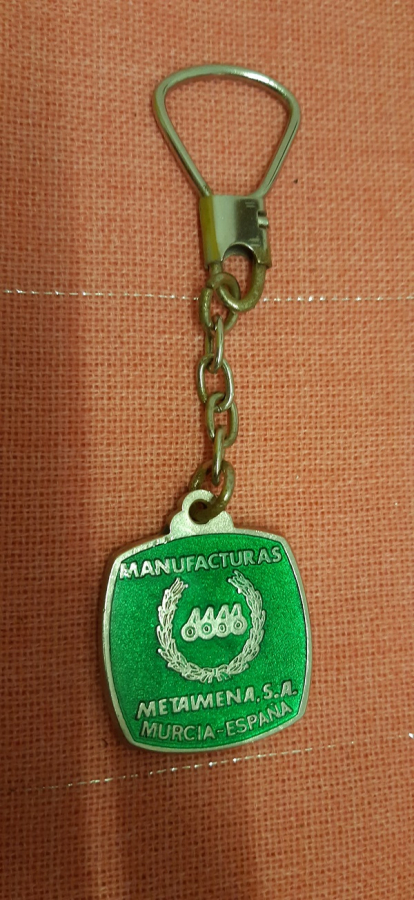 MANUFACTURAS
METALMENA, S.A.
MURCIA-ESPAÑA